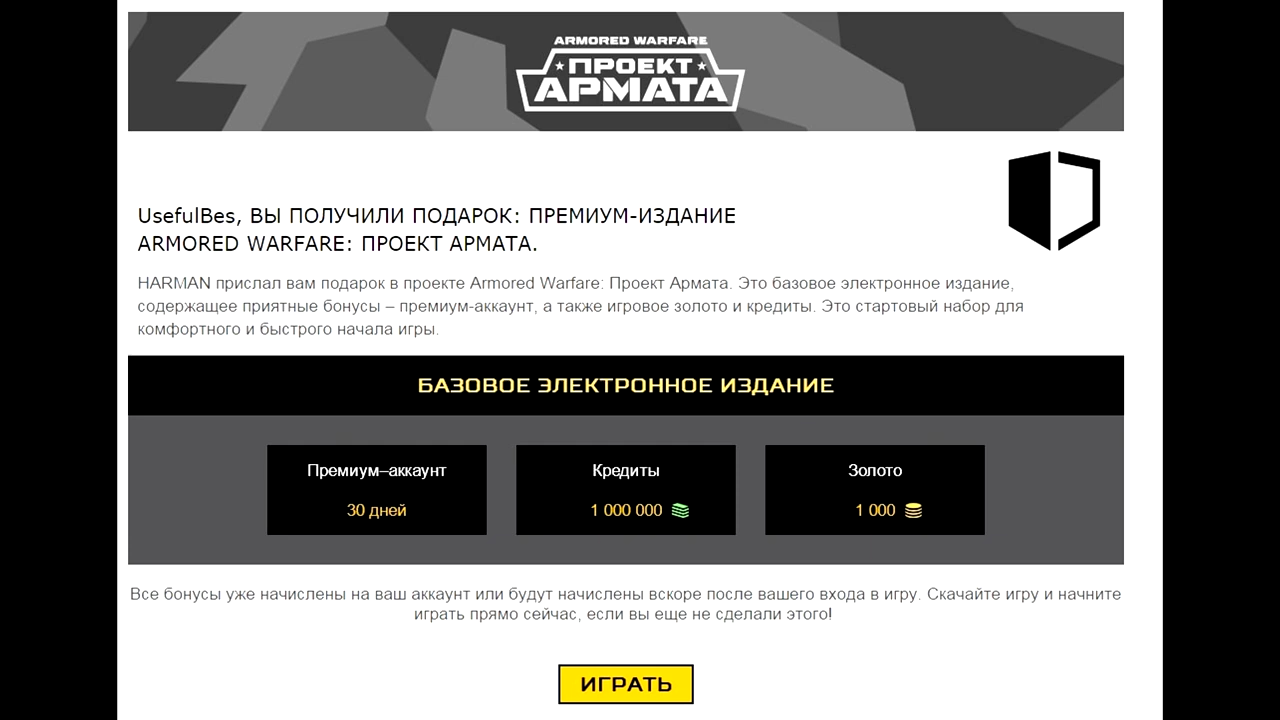 ARMORED WARFARE
ПРОЕКТ
АРМАТА
UsefulBes, ВЫ ПОЛУЧИЛИ ПОДАРОК: ПРЕМИУМ-ИЗДАНИЕ
ARMORED WARFARE: ПРОЕКТ АРМАТА.
HARMAN прислал вам подарок в проекте Armored Warfare: Проект Армата. Это базовое электронное издание,
содержащее приятные бонусы – премиум-аккаунт, а также игровое золото и кредиты. Это стартовый набор для
комфортного и быстрого начала игры.
БАЗОВОЕ ЭЛЕКТРОННОЕ ИЗДАНИЕ
Премиум–аккаунт
30 дней
Кредиты
1 000 000
Золото
1 000
Все бонусы уже начислены на ваш аккаунт или будут начислены вскоре после вашего входа в игру. Скачайте игру и начните
играть прямо сейчас, если вы еще не сделали этого!
ИГРАТЬ